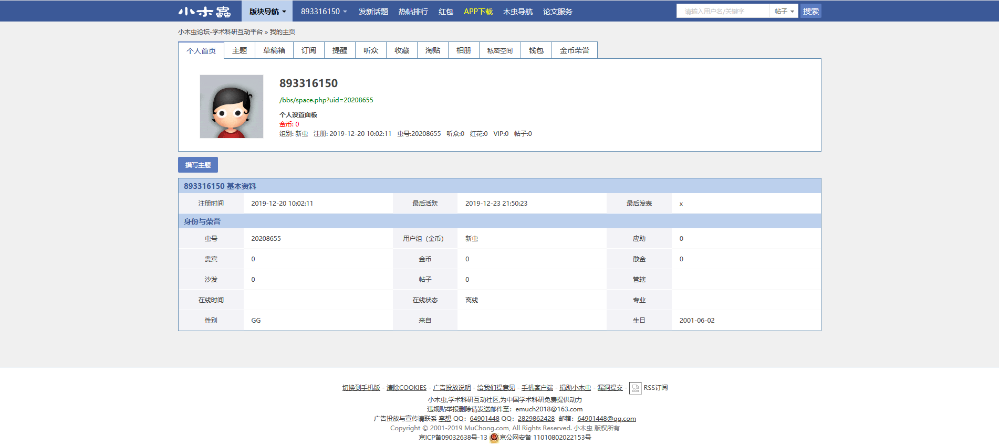 小木虫 版块导航 893316150 发新话题 热帖排行 红包 APP下载 木虫导航 论文服务 请输入用户名/关键字 帖子 搜索
小木虫论坛-学术科研互动平台 » 我的主页
个人首页 主题 草稿箱 订阅 提醒 听众 收藏 淘贴 相册 私密空间 钱包 金币荣誉
893316150
/bbs/space.php?uid=20208655
个人设置面板
金币: 0
组别: 新虫 注册: 2019-12-20 10:02:11 虫号:20208655 听众:0 红花:0 VIP:0 帖子:0
撰写主题
893316150 基本资料
注册时间 2019-12-20 10:02:11 最后活跃 2019-12-23 21:50:23 最后发表 x
身份与荣誉
虫号 20208655 用户组（金币） 新虫 应助 0
贵宾 0 金币 0 散金 0
沙发 0 帖子 0 管辖
在线时间 在线状态 离线 专业
性别 GG 来自 生日 2001-06-02
切换到手机版 - 清除COOKIES - 广告投放说明 - 给我们提意见 - 手机客户端 - 捐助小木虫 - 漏洞提交 - RSS订阅
小木虫,学术科研互动社区,为中国学术科研免费提供动力
违规贴举报删除请发送邮件至：emuch2018@163.com
广告投放与宣传请联系 李想 QQ：64901448 QQ：2829862428 邮箱：64901448@qq.com
Copyright © 2001-2019 MuChong.com, All Rights Reserved. 小木虫 版权所有
京ICP备09032638号-13 京公网安备 11010802022153号